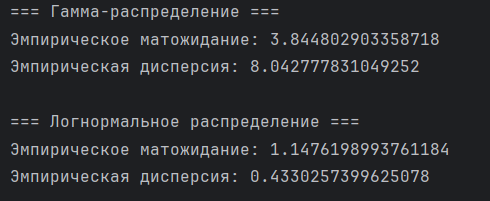 === Гамма-распределение ===
Эмпирическое матожидание: 3.844802903358718
Эмпирическая дисперсия: 8.042777831049252
=== Логнормальное распределение ===
Эмпирическое матожидание: 1.1476198993761184
Эмпирическая дисперсия: 0.4330257399625078